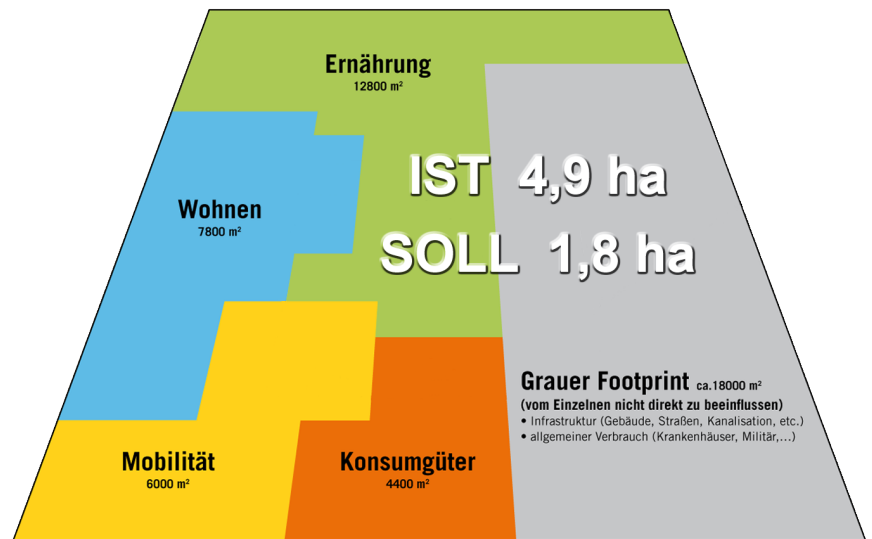 Ernährung
12800 m²
IST 4,9 ha
Wohnen
7800 m²
SOLL 1,8 ha
Grauer Footprint ca.18000 m²
(vom Einzelnen nicht direkt zu beeinflussen)
• Infrastruktur (Gebäude, Straßen, Kanalisation, etc.)
• allgemeiner Verbrauch (Krankenhäuser, Militär,...)
Mobilität
6000 m²
Konsumgüter
4400 m²